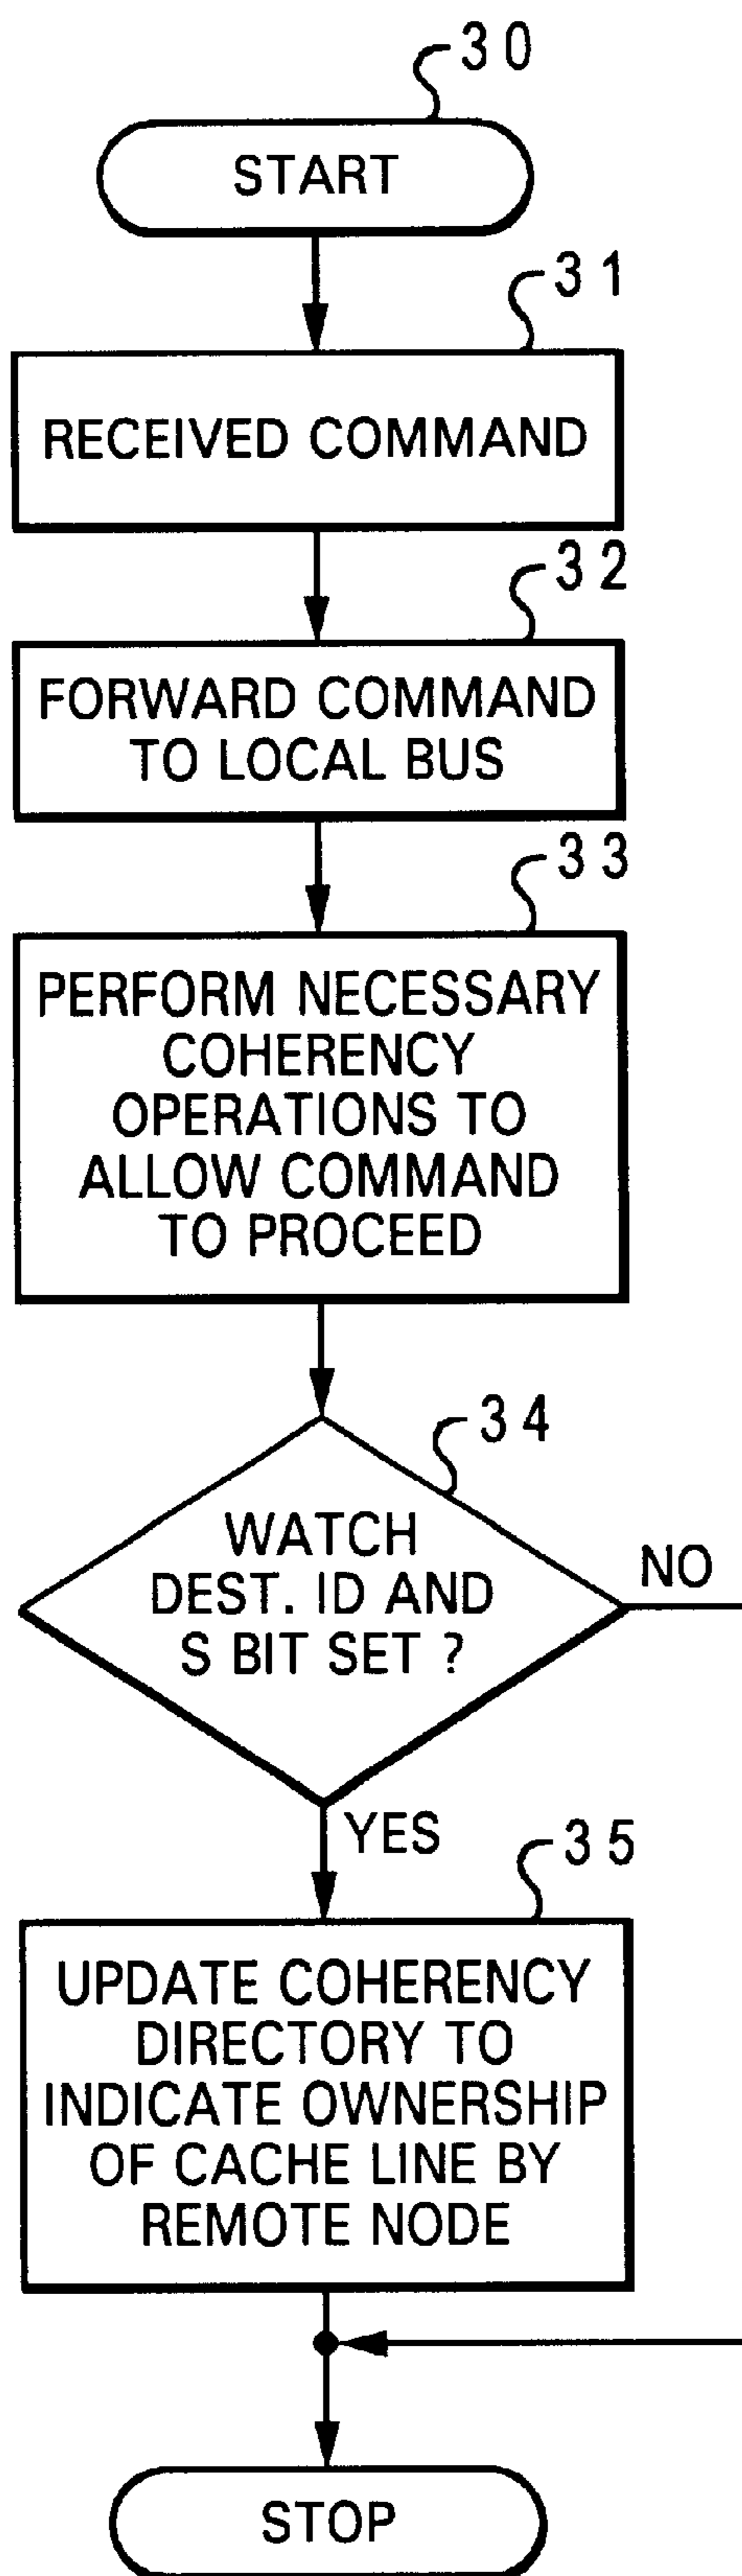 30
START
31
RECEIVED COMMAND
32
FORWARD COMMAND
TO LOCAL BUS
33
PERFORM NECESSARY
COHERENCY
OPERATIONS TO
ALLOW COMMAND
TO PROCEED
34
WATCH
DEST. ID AND
S BIT SET ?
NO
YES
35
UPDATE COHERENCY
DIRECTORY TO
INDICATE OWNERSHIP
OF CACHE LINE BY
REMOTE NODE
STOP